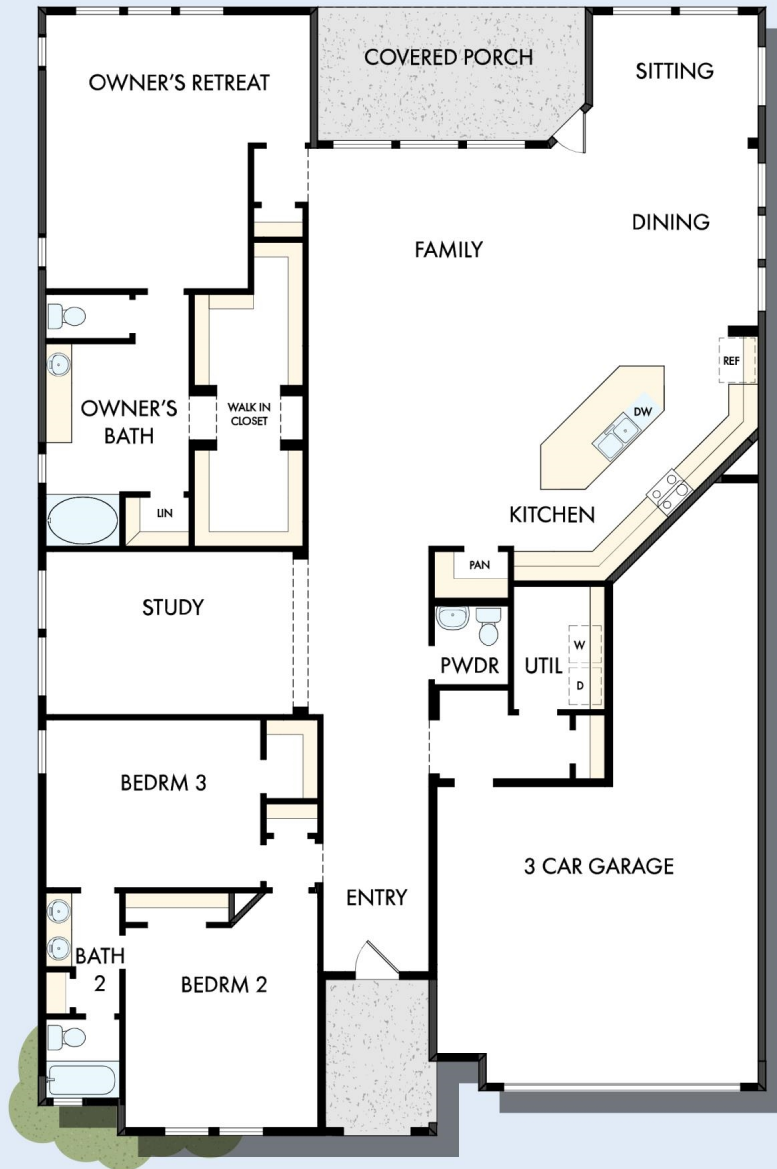 COVERED PORCH
OWNER'S RETREAT
SITTING
DINING
FAMILY
REF
DW
OWNER'S
BATH
WALK IN
CLOSET
LIN
KITCHEN
PAN
STUDY
PWDR
UTIL
W
D
BEDRM 3
3 CAR GARAGE
ENTRY
BATH
2
BEDRM 2